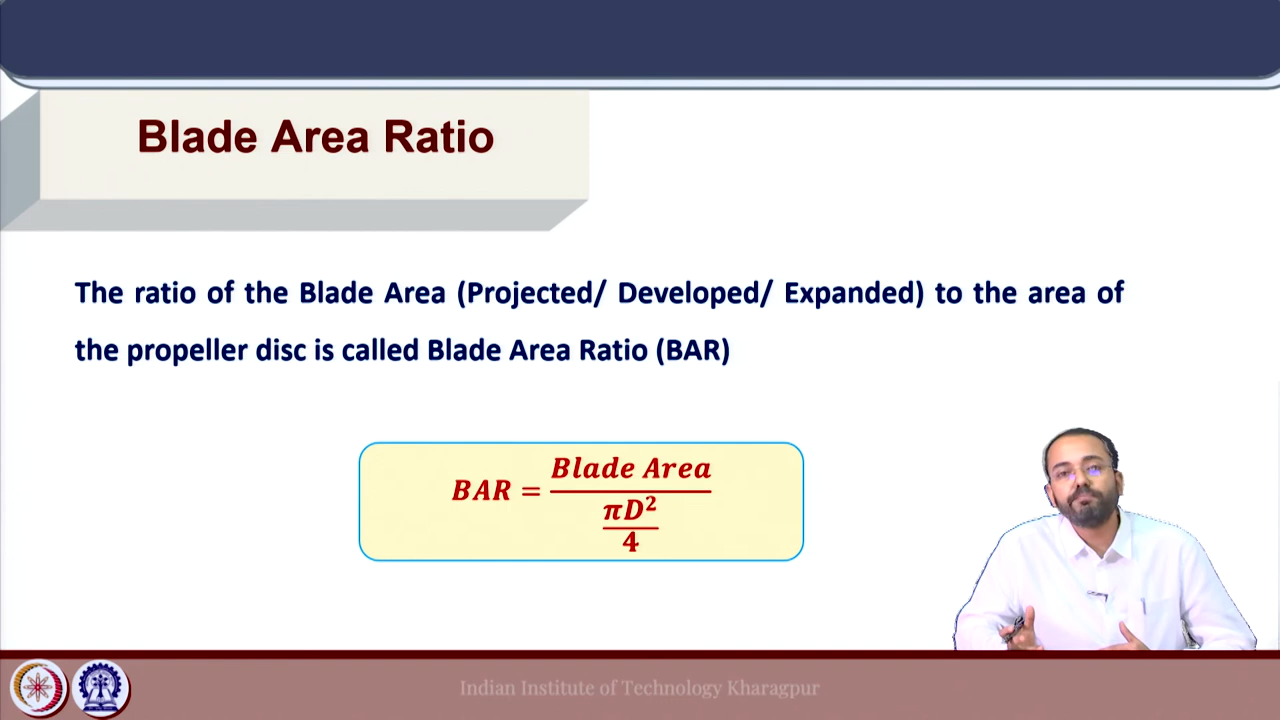 Blade Area Ratio
The ratio of the Blade Area (Projected/ Developed/ Expanded) to the area of
the propeller disc is called Blade Area Ratio (BAR)
BAR = Blade Area / (πD²/4)
Indian Institute of Technology Kharagpur